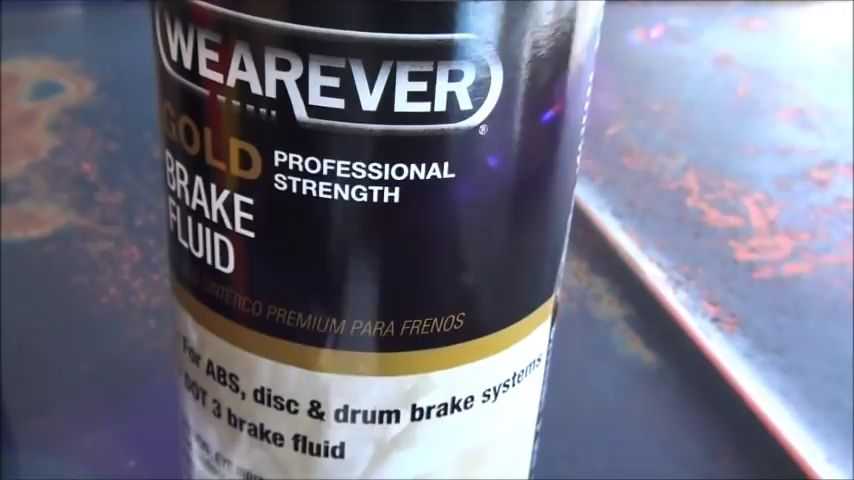 WEAREVER®
GOLD
PROFESSIONAL
STRENGTH
BRAKE
FLUID
SINTÉTICO PREMIUM PARA FRENOS
For ABS, disc & drum brake systems
DOT 3 brake fluid